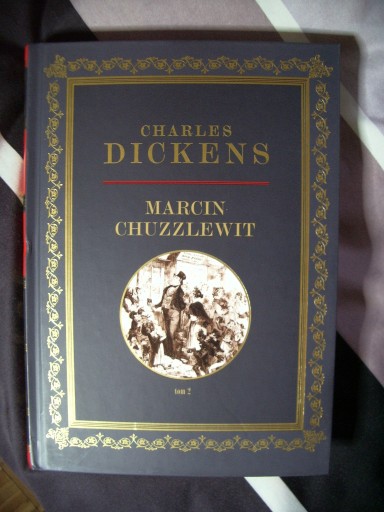 CHARLES
DICKENS
MARCIN
CHUZZLEWIT
tom 2